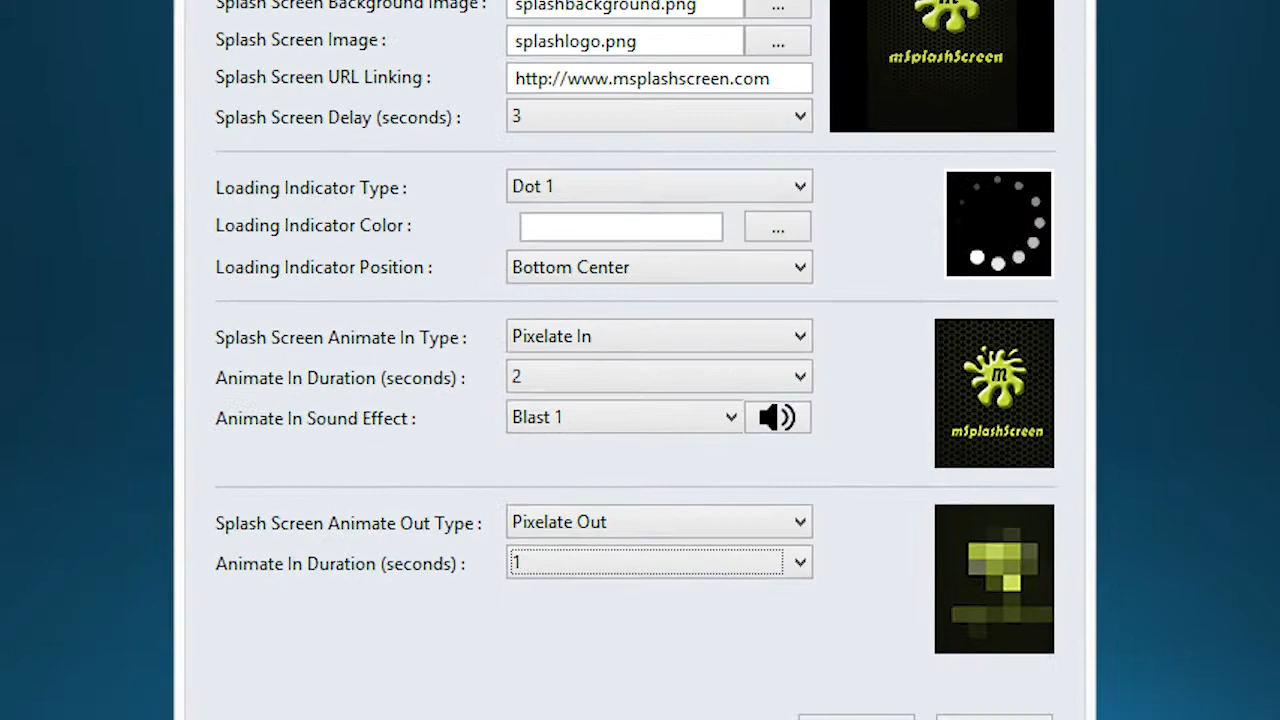 Splash Screen Background Image : splashbackground.png ...
Splash Screen Image : splashlogo.png ...
mSplashScreen
Splash Screen URL Linking : http://www.msplashscreen.com
Splash Screen Delay (seconds) : 3
Loading Indicator Type : Dot 1
Loading Indicator Color : ...
Loading Indicator Position : Bottom Center
Splash Screen Animate In Type : Pixelate In
Animate In Duration (seconds) : 2
m
Animate In Sound Effect : Blast 1
mSplashScreen
Splash Screen Animate Out Type : Pixelate Out
Animate In Duration (seconds) : 1